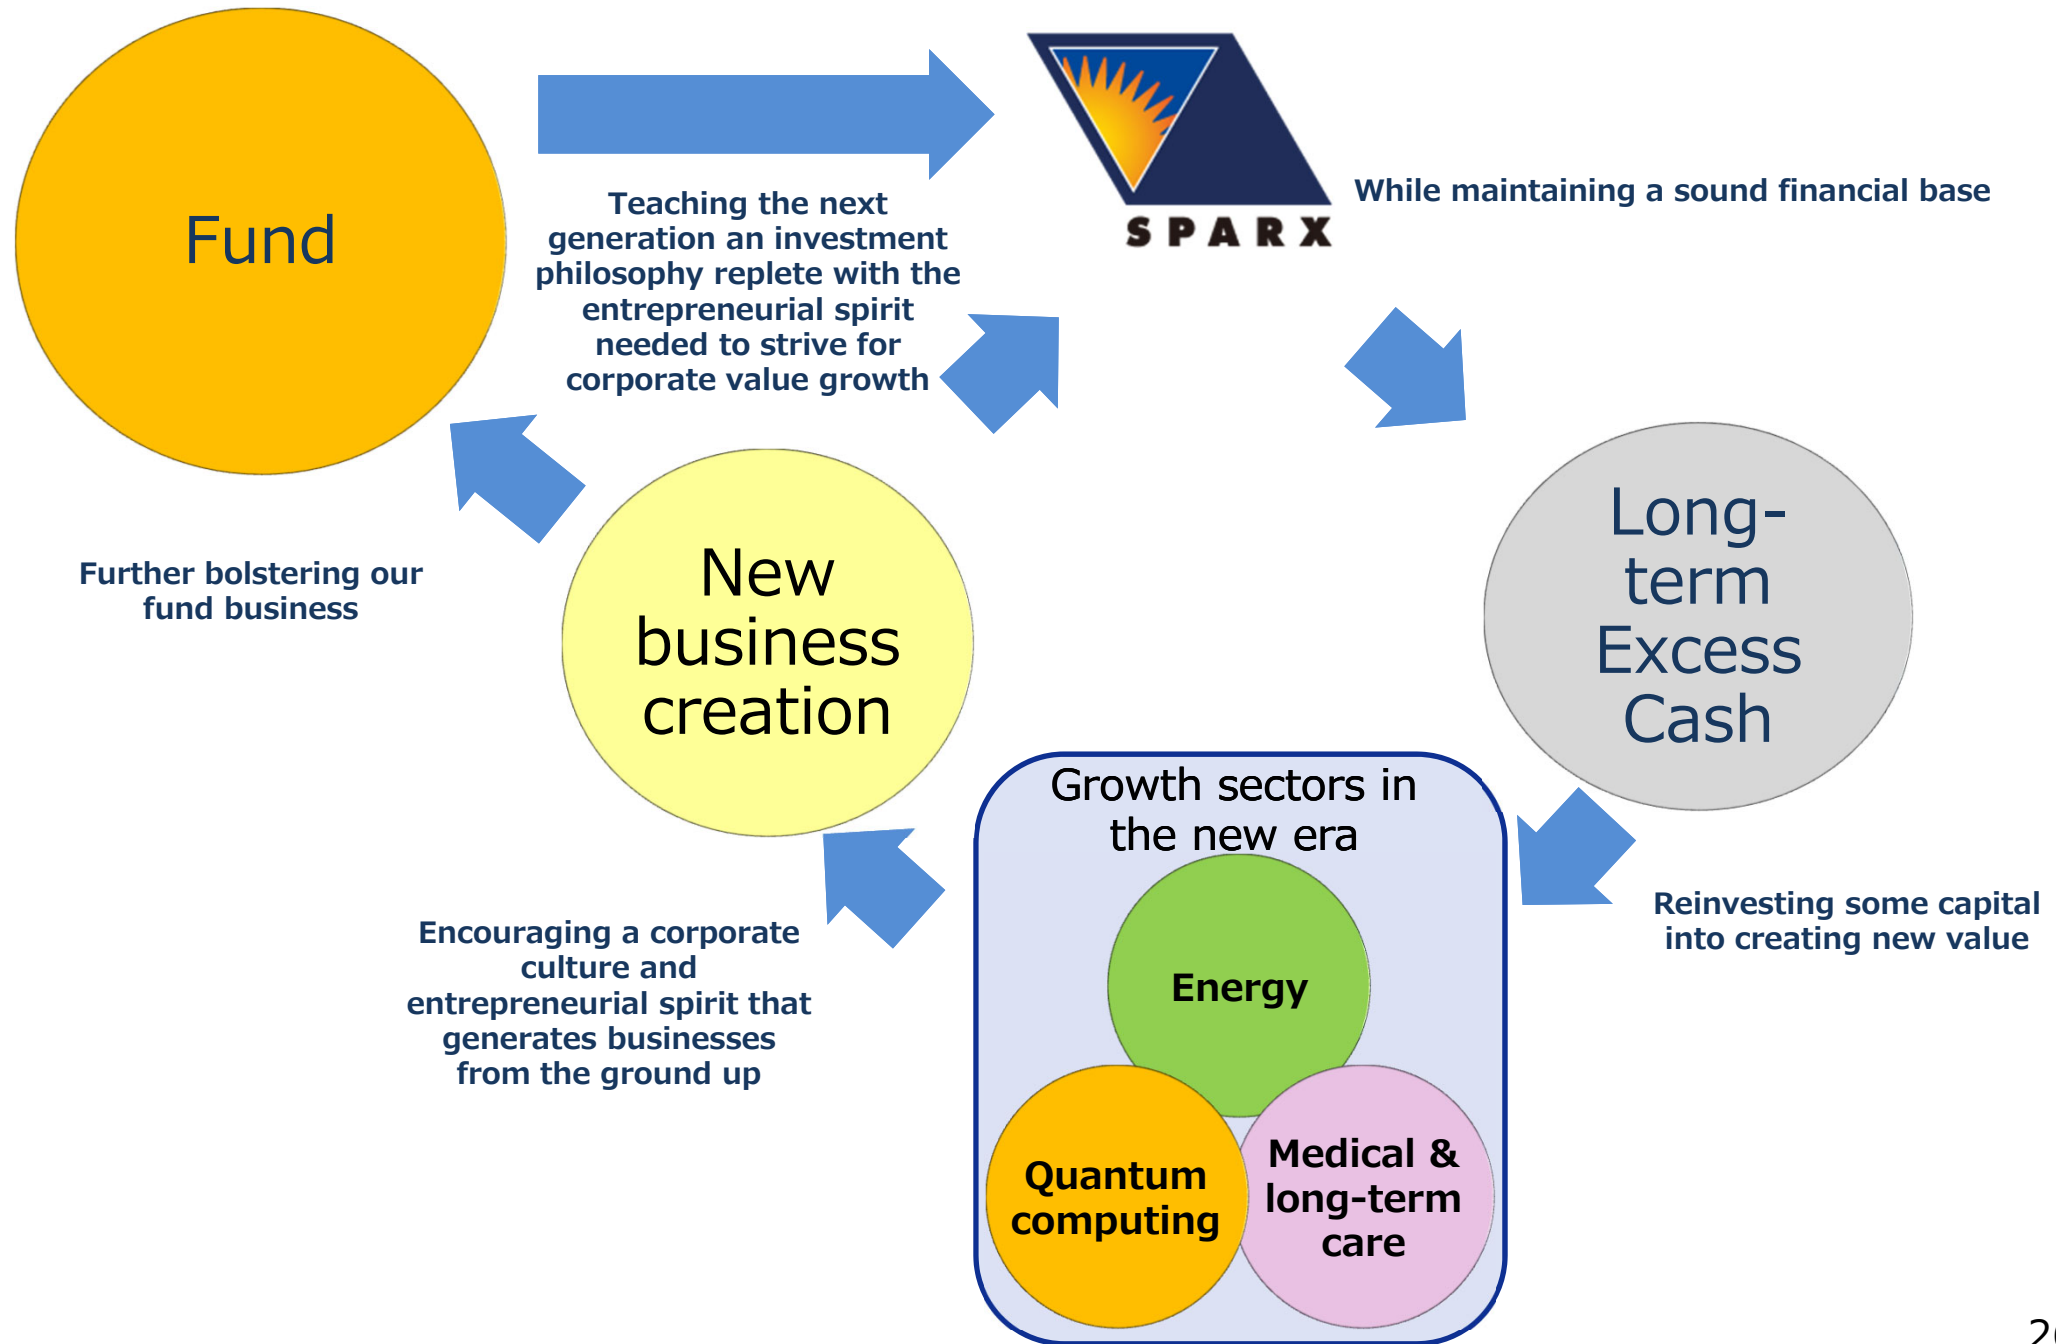 Fund
Teaching the next
generation an investment
philosophy replete with the
entrepreneurial spirit
needed to strive for
corporate value growth
SPARX
While maintaining a sound financial base
Further bolstering our
fund business
New
business
creation
Long-
term
Excess
Cash
Growth sectors in
the new era
Energy
Quantum
computing
Medical &
long-term
care
Encouraging a corporate
culture and
entrepreneurial spirit that
generates businesses
from the ground up
Reinvesting some capital
into creating new value